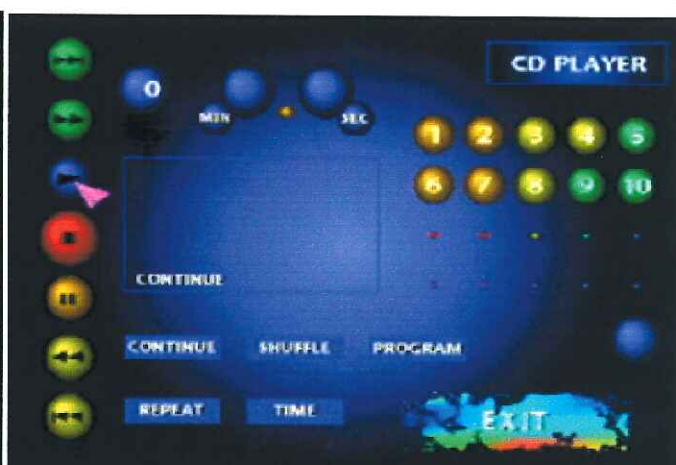 CD PLAYER
0
MIN SEC
1 2 3 4 5
6 7 8 9 10
CONTINUE
CONTINUE SHUFFLE PROGRAM
REPEAT TIME
EXIT